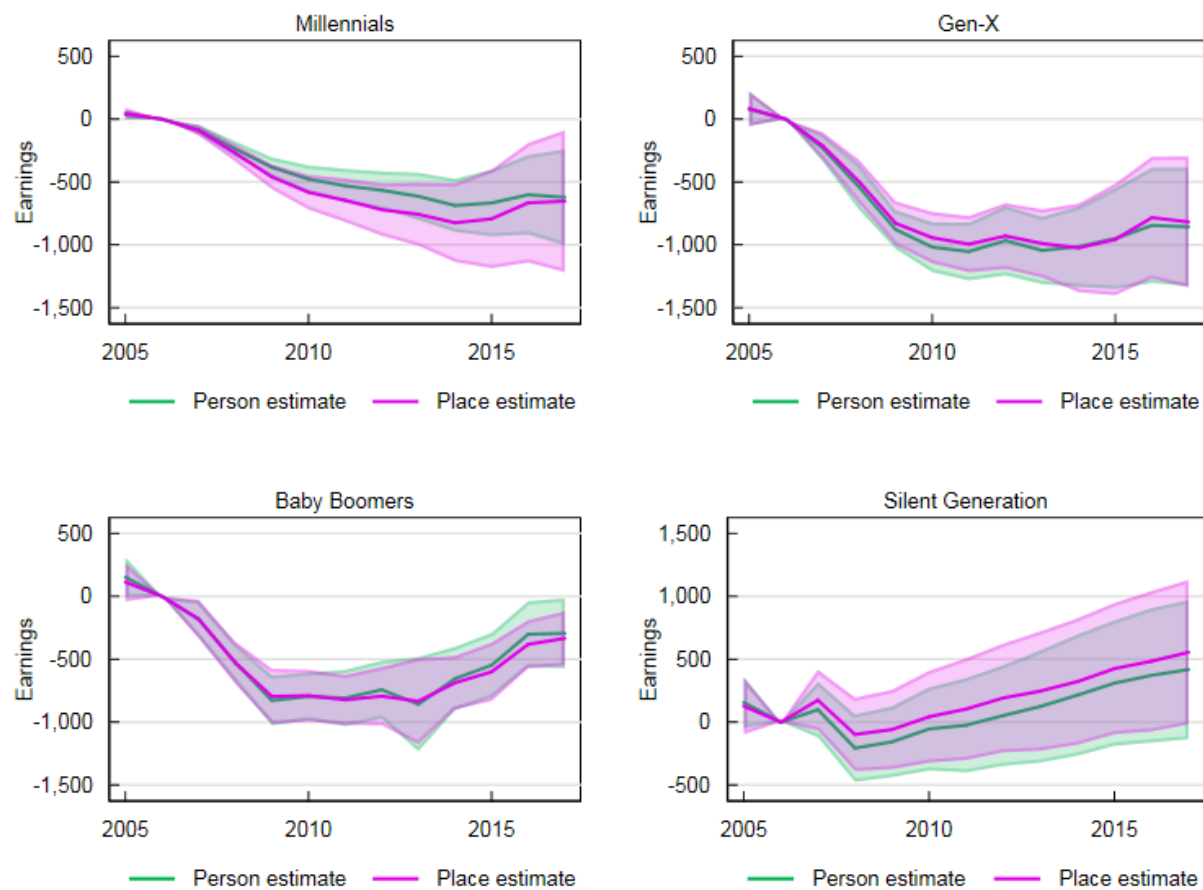 Millennials
Earnings
500
0
-500
-1,000
-1,500
2005
2010
2015
Person estimate
Place estimate
Gen-X
Earnings
500
0
-500
-1,000
-1,500
2005
2010
2015
Person estimate
Place estimate
Baby Boomers
Earnings
500
0
-500
-1,000
-1,500
2005
2010
2015
Person estimate
Place estimate
Silent Generation
Earnings
1,500
1,000
500
0
-500
2005
2010
2015
Person estimate
Place estimate